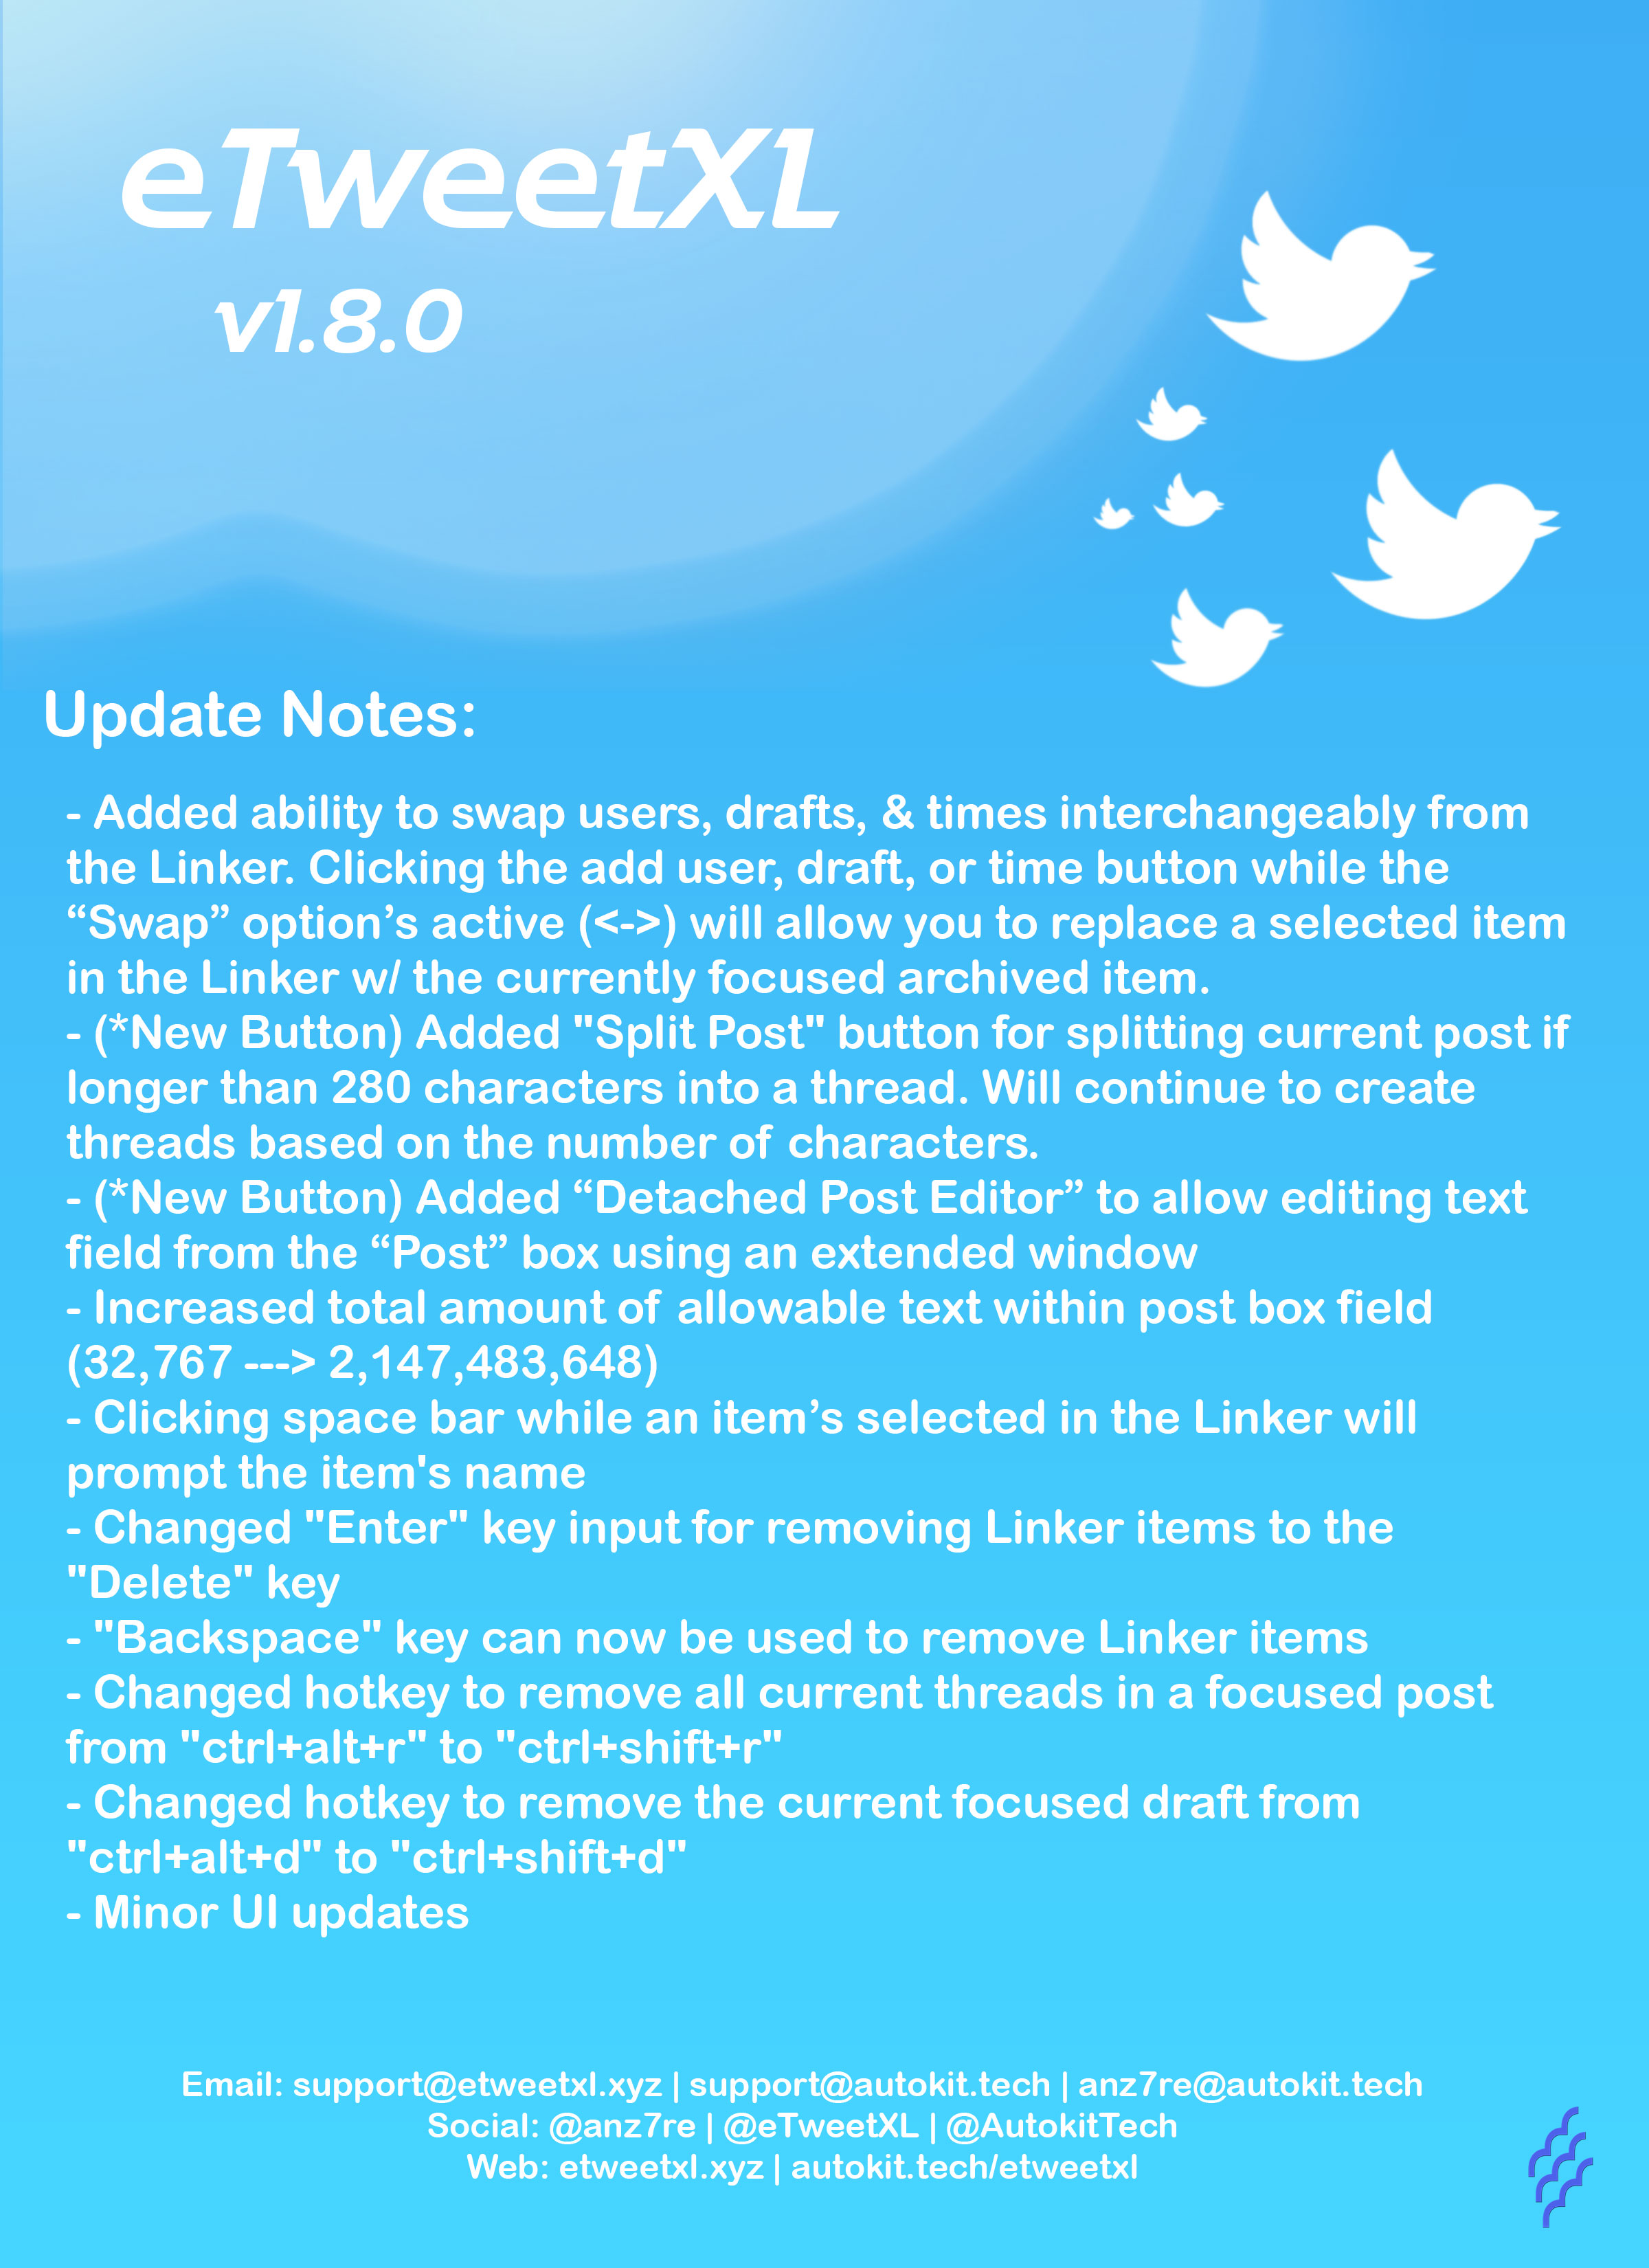 eTweetXL
v1.8.0
Update Notes:
- Added ability to swap users, drafts, & times interchangeably from
the Linker. Clicking the add user, draft, or time button while the
“Swap” option’s active (<->) will allow you to replace a selected item
in the Linker w/ the currently focused archived item.
- (*New Button) Added "Split Post" button for splitting current post if
longer than 280 characters into a thread. Will continue to create
threads based on the number of characters.
- (*New Button) Added “Detached Post Editor” to allow editing text
field from the “Post” box using an extended window
- Increased total amount of allowable text within post box field
(32,767 ---> 2,147,483,648)
- Clicking space bar while an item’s selected in the Linker will
prompt the item's name
- Changed "Enter" key input for removing Linker items to the
"Delete" key
- "Backspace" key can now be used to remove Linker items
- Changed hotkey to remove all current threads in a focused post
from "ctrl+alt+r" to "ctrl+shift+r"
- Changed hotkey to remove the current focused draft from
"ctrl+alt+d" to "ctrl+shift+d"
- Minor UI updates
Email: support@etweetxl.xyz | support@autokit.tech | anz7re@autokit.tech
Social: @anz7re | @eTweetXL | @AutokitTech
Web: etweetxl.xyz | autokit.tech/etweetxl